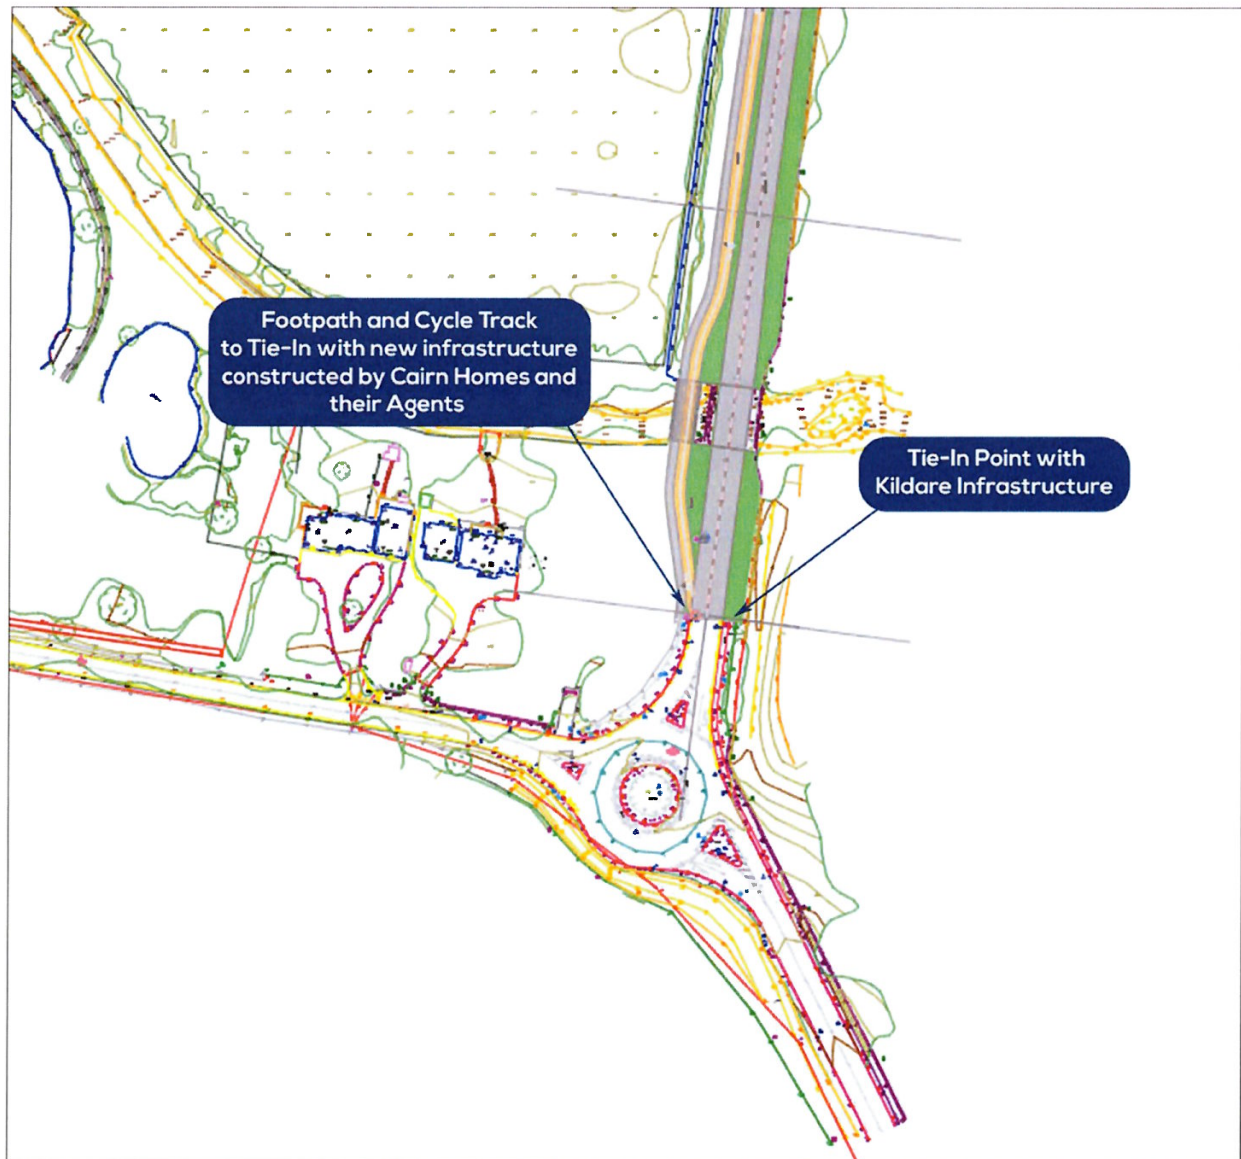 Footpath and Cycle Track
to Tie-In with new infrastructure
constructed by Cairn Homes and
their Agents
Tie-In Point with
Kildare Infrastructure